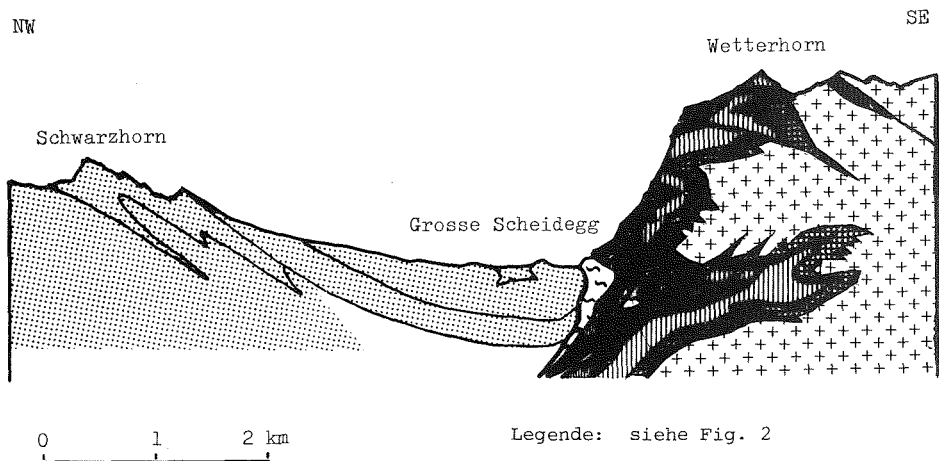 NW
SE
Wetterhorn
Schwarzhorn
Grosse Scheidegg
0 1 2 km
Legende: siehe Fig. 2